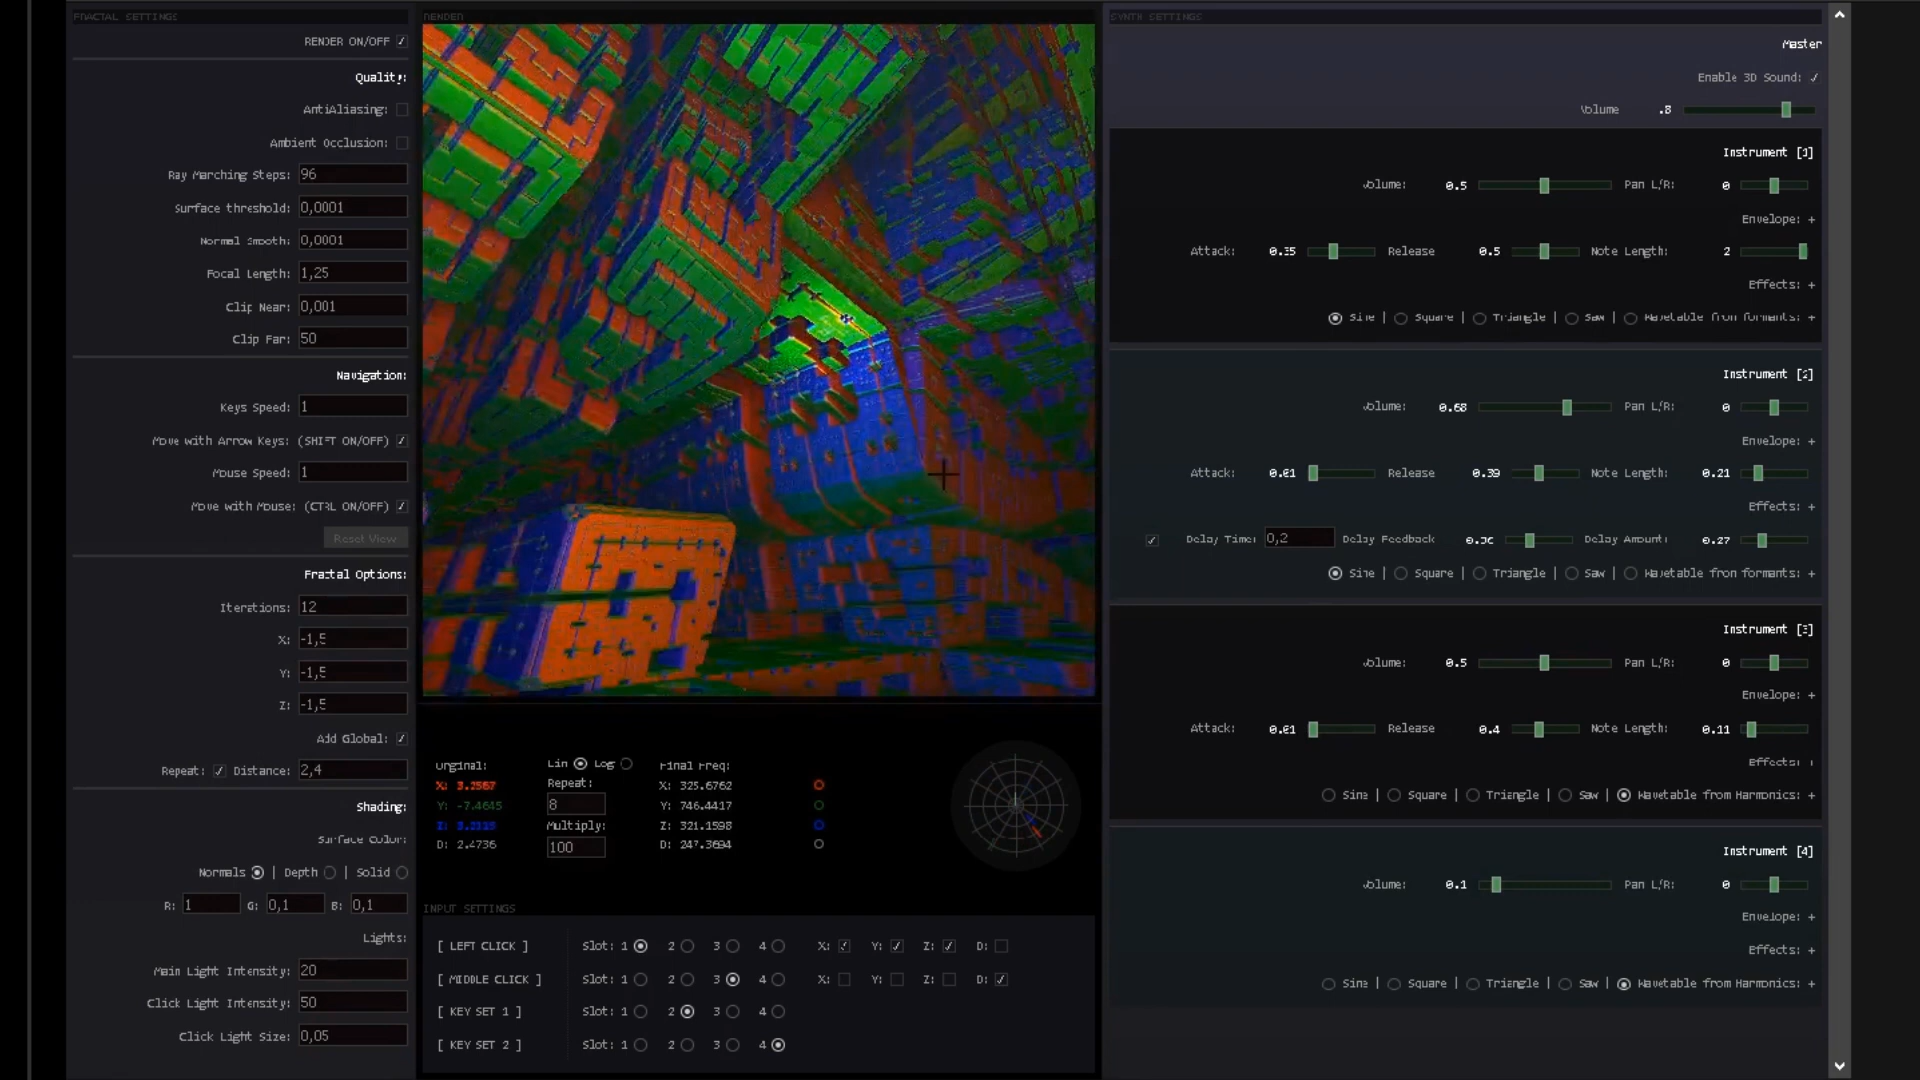 FRACTAL SETTINGS
RENDER ON/OFF
Quality:
AntiAliasing:
Ambient Occlusion:
Ray Marching Steps: 96
Surface threshold: 0,0001
Normal Smooth: 0,0001
Focal Length: 1,25
Clip Near: 0,001
Clip Far: 50
Navigation:
Keys Speed: 1
Move with Arrow Keys: (SHIFT ON/OFF)
Mouse Speed: 1
Move with Mouse: (CTRL ON/OFF)
Reset View
Fractal Options:
Iterations: 12
X: -1,5
Y: -1,5
Z: -1,5
Add Global:
Repeat: Distance: 2,4
Shading:
Surface Color:
Normals | Depth | Solid
R: 1 G: 0,1 B: 0,1
Lights:
Main Light Intensity: 20
Click Light Intensity: 50
Click Light Size: 0,05
RENDER
Original: Lin Log Final Freq:
X: 3.2567 Repeat: X: 325.6762
Y: -7.4645 8 Y: 746.4417
Z: Multiply: Z: 321.1598
D: 2.4736 100 D: 247.3694
INPUT SETTINGS
[ LEFT CLICK ] Slot: 1 2 3 4 X: Y: Z: D:
[ MIDDLE CLICK ] Slot: 1 2 3 4 X: Y: Z: D:
[ KEY SET 1 ] Slot: 1 2 3 4
[ KEY SET 2 ] Slot: 1 2 3 4
SYNTH SETTINGS
Master
Enable 3D Sound:
Volume .8
Instrument [1]
Volume: 0.5 Pan L/R: 0
Envelope: +
Attack: 0.35 Release 0.5 Note Length: 2
Effects: +
Sine | Square | Triangle | Saw | Wavetable from formants: +
Instrument [2]
Volume: 0.68 Pan L/R: 0
Envelope: +
Attack: 0.01 Release 0.39 Note Length: 0.21
Effects: +
Delay Time: 0,2 Delay Feedback Delay Amount: 0.27
Sine | Square | Triangle | Saw | Wavetable from formants: +
Instrument [3]
Volume: 0.5 Pan L/R: 0
Envelope: +
Attack: 0.01 Release 0.4 Note Length: 0.11
Effects: +
Sine | Square | Triangle | Saw | Wavetable from Harmonics: +
Instrument [4]
Volume: 0.1 Pan L/R: 0
Envelope: +
Effects: +
Sine | Square | Triangle | Saw | Wavetable from Harmonics: +